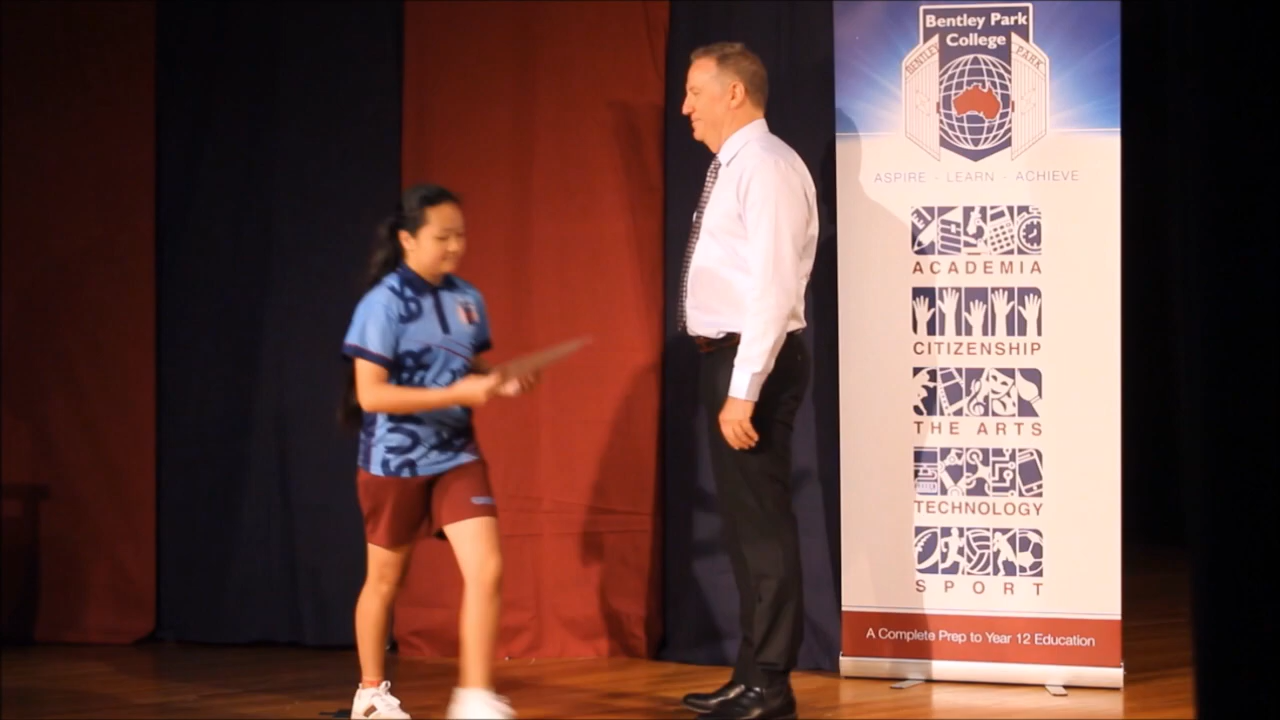 Bentley Park
College
BENTLEY PARK
ASPIRE - LEARN - ACHIEVE
ACADEMIA
CITIZENSHIP
THE ARTS
TECHNOLOGY
SPORT
A Complete Prep to Year 12 Education